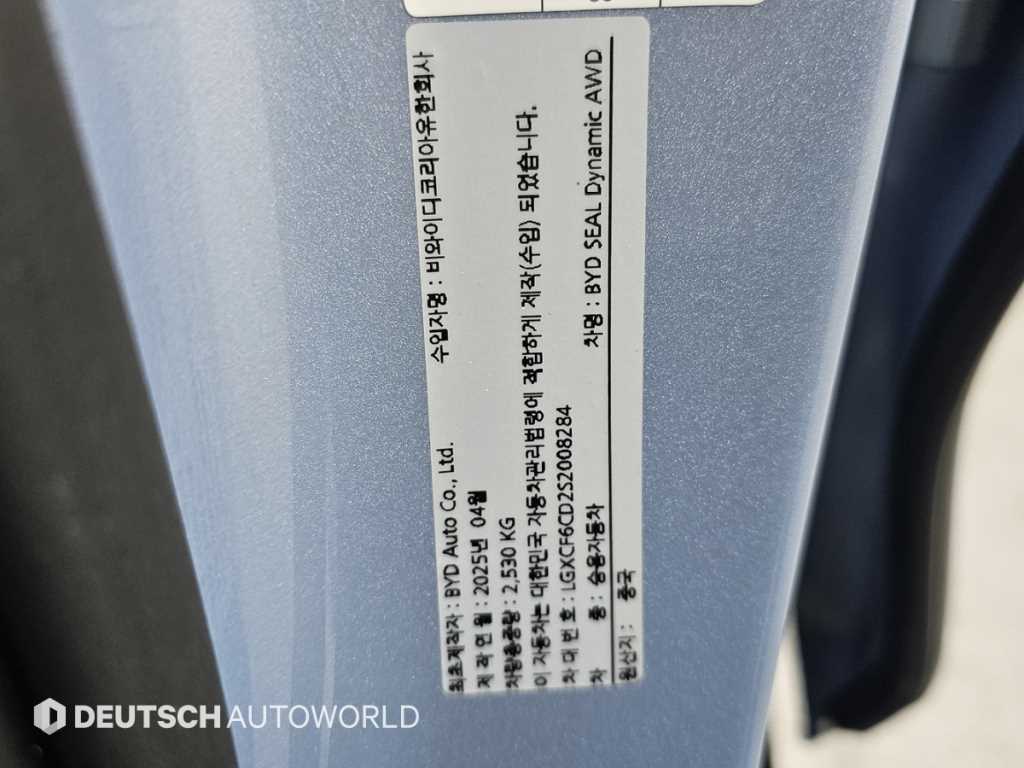 최초제작자 : BYD Auto Co., Ltd. 수입자명 : 비와이디코리아유한회사
제 작 연 월 : 2025년 04월
차량총중량 : 2,530 KG
이 자동차는 대한민국 자동차관리법령에 적합하게 제작(수입) 되었습니다.
차 대 번 호 : LGXCF6CD2S2008284
차 종 : 승용자동차 차명 : BYD SEAL Dynamic AWD
원산지 : 중국
DEUTSCH AUTOWORLD